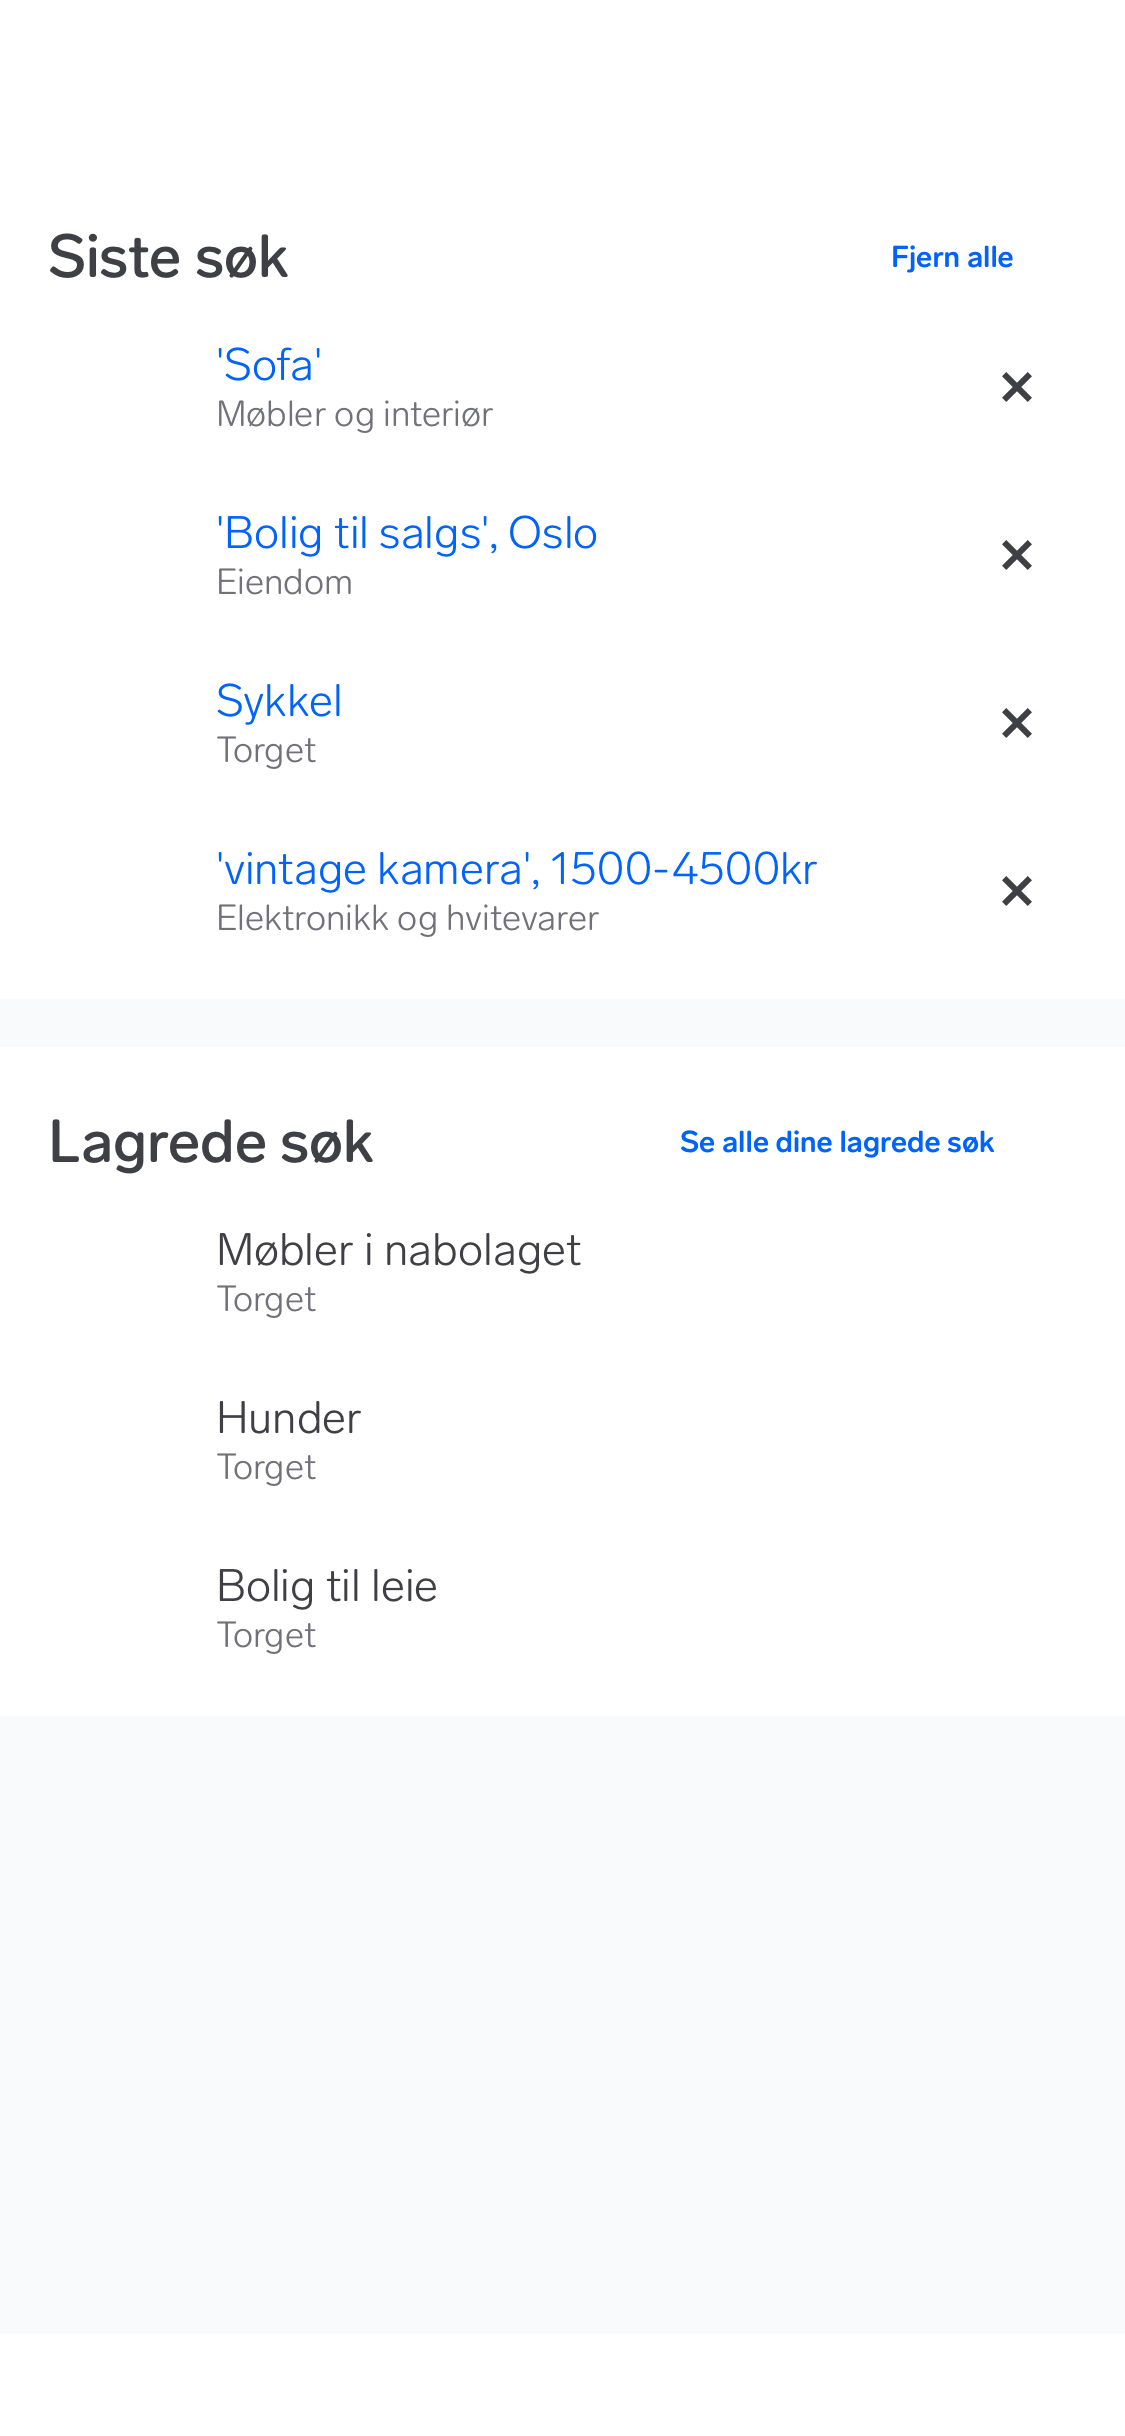 Siste søk
Fjern alle
'Sofa'
Møbler og interiør
'Bolig til salgs', Oslo
Eiendom
Sykkel
Torget
'vintage kamera', 1500-4500kr
Elektronikk og hvitevarer
Lagrede søk
Se alle dine lagrede søk
Møbler i nabolaget
Torget
Hunder
Torget
Bolig til leie
Torget